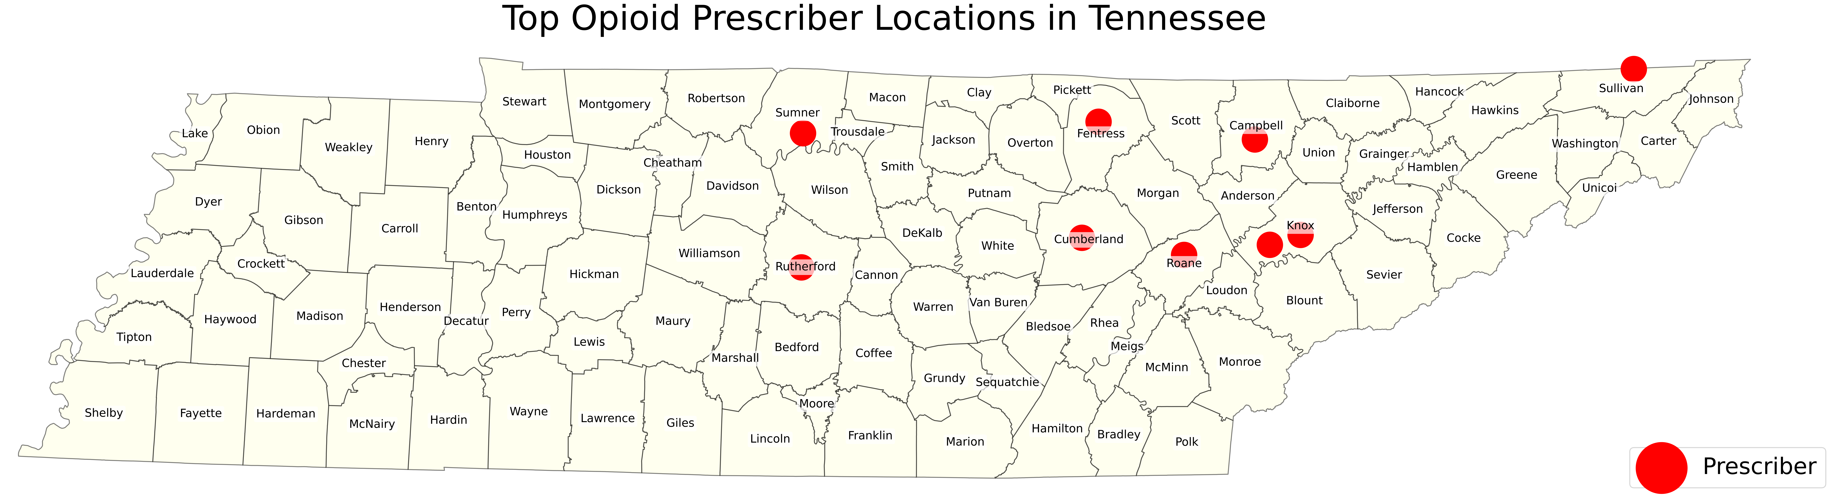 Top Opioid Prescriber Locations in Tennessee
Stewart
Montgomery
Robertson
Sumner
Macon
Clay
Pickett
Scott
Campbell
Claiborne
Hancock
Hawkins
Sullivan
Johnson
Lake
Obion
Weakley
Henry
Houston
Cheatham
Trousdale
Jackson
Overton
Fentress
Union
Grainger
Hamblen
Washington
Carter
Unicoi
Greene
Dyer
Gibson
Carroll
Benton
Humphreys
Dickson
Davidson
Wilson
Smith
Putnam
Morgan
Anderson
Jefferson
Cocke
Knox
Lauderdale
Crockett
Hickman
Williamson
Rutherford
Cannon
DeKalb
White
Cumberland
Roane
Loudon
Blount
Sevier
Tipton
Haywood
Madison
Henderson
Decatur
Perry
Lewis
Maury
Marshall
Bedford
Coffee
Warren
Van Buren
Bledsoe
Rhea
Meigs
McMinn
Monroe
Chester
Grundy
Sequatchie
Moore
Shelby
Fayette
Hardeman
McNairy
Hardin
Wayne
Lawrence
Giles
Lincoln
Franklin
Marion
Hamilton
Bradley
Polk
Prescriber